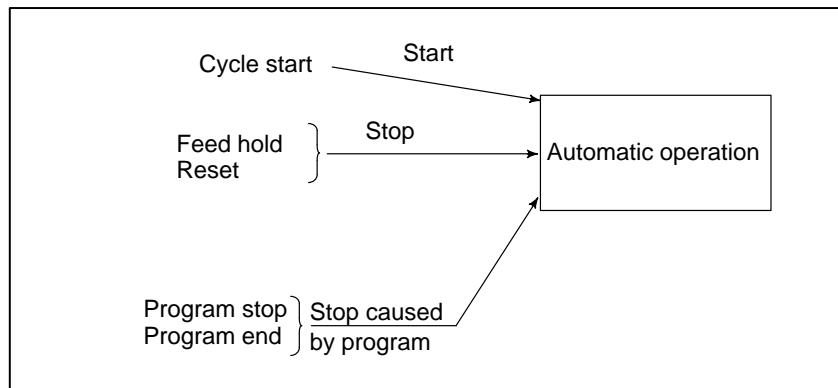 Start
Cycle start
Stop
Feed hold
Reset
Automatic operation
Program stop
Program end
Stop caused
by program